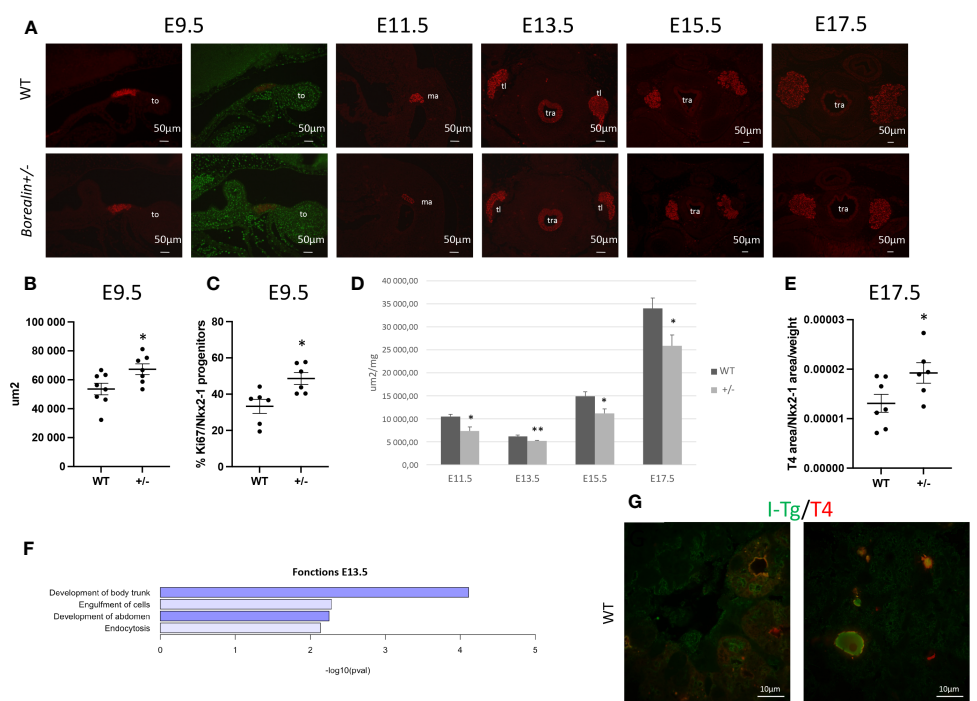 A
E9.5
E11.5
E13.5
E15.5
E17.5
WT
to
50µm
to
50µm
ma
50µm
tl
tra
tl
50µm
tra
50µm
tra
50µm
Borealin+/-
to
50µm
to
50µm
ma
50µm
tl
tra
tl
50µm
tra
50µm
tra
50µm
B
E9.5
um2
100 000
80 000
60 000
40 000
20 000
0
*
WT
+/-
C
E9.5
% Ki67/Nkx2-1 progenitors
80
60
40
20
0
*
WT
+/-
D
um2/mg
40 000,00
35 000,00
30 000,00
25 000,00
20 000,00
15 000,00
10 000,00
5 000,00
0,00
*
**
*
*
E11.5
E13.5
E15.5
E17.5
WT
+/-
E
E17.5
T4 area/Nkx2-1 area/weight
0.00003
0.00002
0.00001
0.00000
*
WT
+/-
F
Fonctions E13.5
Development of body trunk
Engulfment of cells
Development of abdomen
Endocytosis
0 1 2 3 4 5
-log10(pval)
G
I-Tg/T4
WT
10µm
10µm